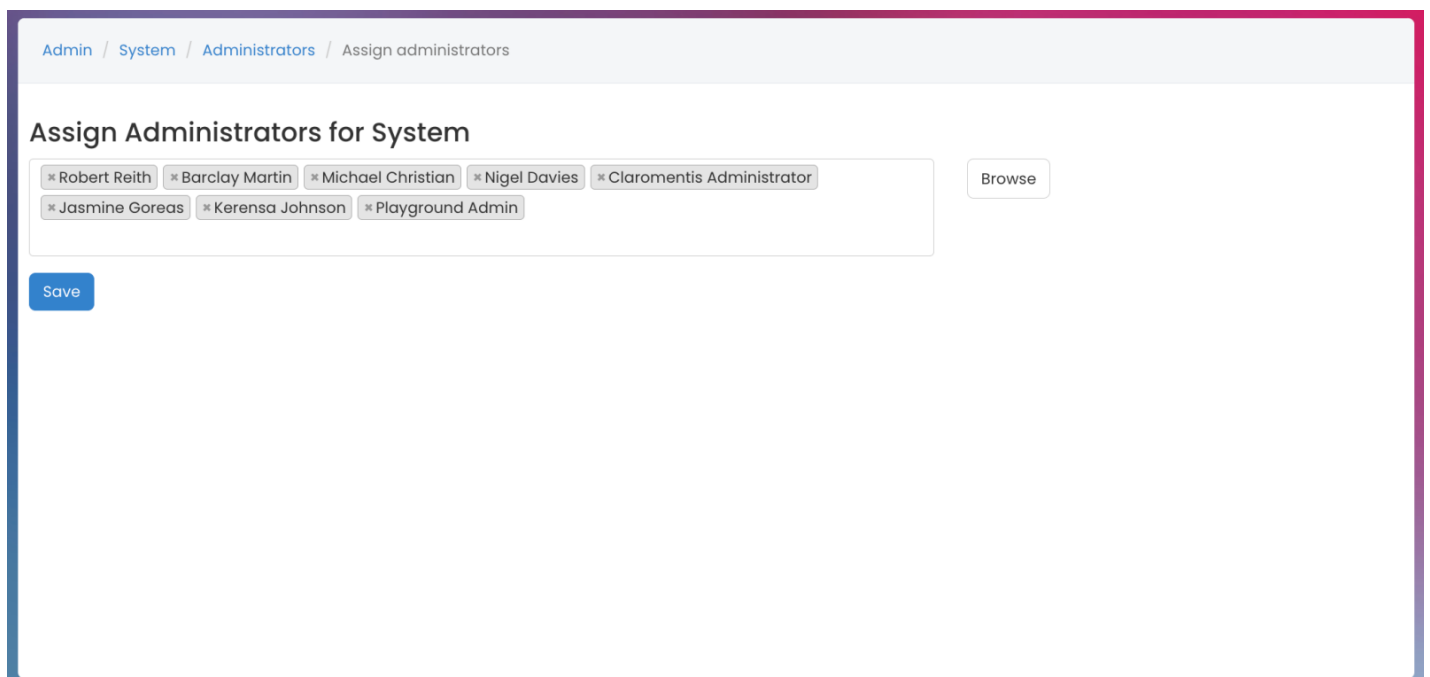 Admin / System / Administrators / Assign administrators
Assign Administrators for System
× Robert Reith × Barclay Martin × Michael Christian × Nigel Davies × Claromentis Administrator
Browse
× Jasmine Goreas × Kerensa Johnson × Playground Admin
Save